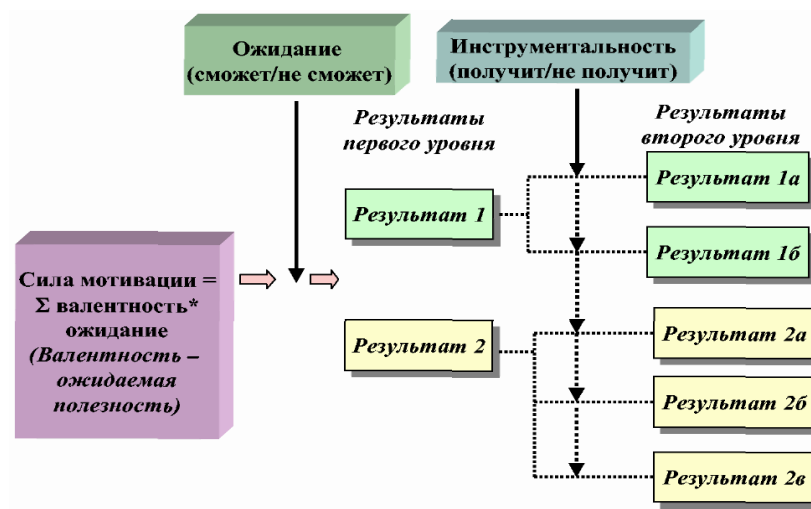 Ожидание
(сможет/не сможет)
Инструментальность
(получит/не получит)
Результаты
первого уровня
Результаты
второго уровня
Результат 1
Результат 1а
Результат 1б
Сила мотивации =
Σ валентность*
ожидание
(Валентность –
ожидаемая
полезность)
Результат 2
Результат 2а
Результат 2б
Результат 2в